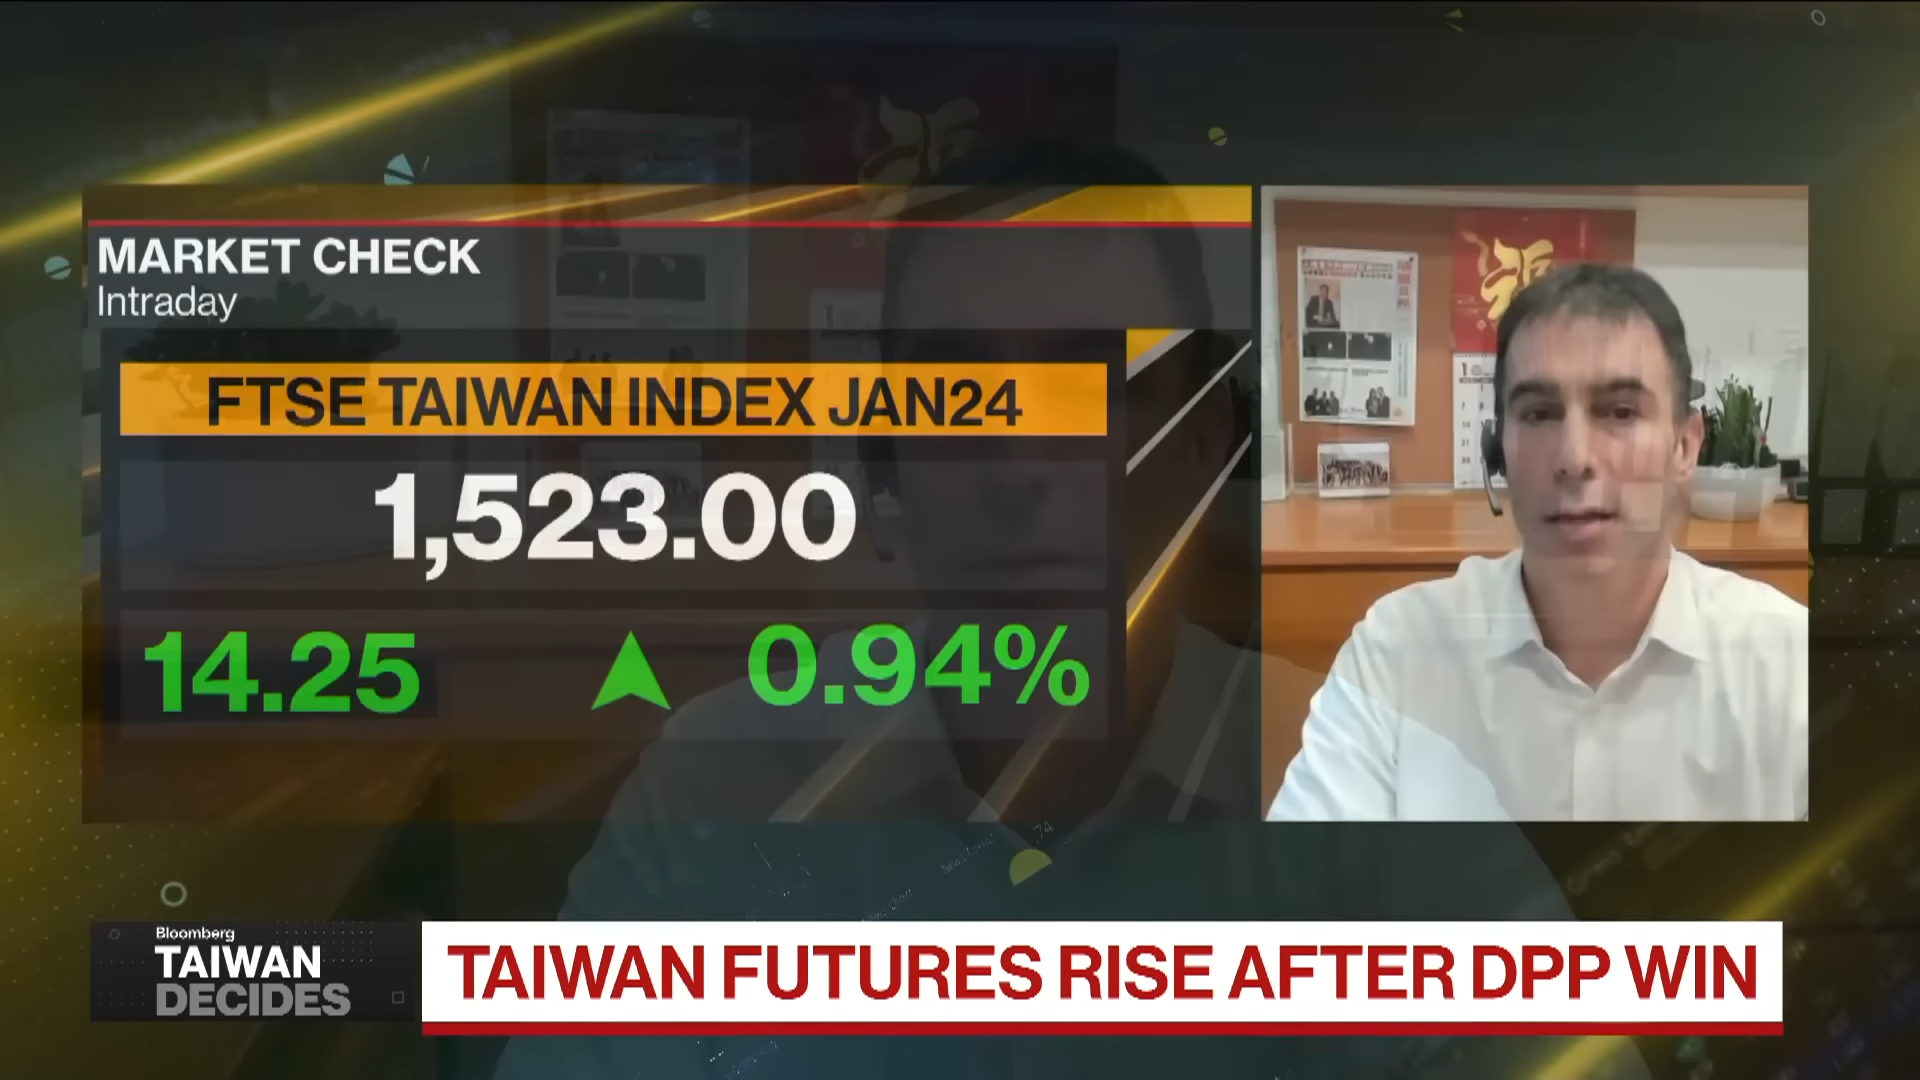 MARKET CHECK
Intraday
FTSE TAIWAN INDEX JAN24
1,523.00
14.25 ▲ 0.94%
Bloomberg
TAIWAN
DECIDES
TAIWAN FUTURES RISE AFTER DPP WIN